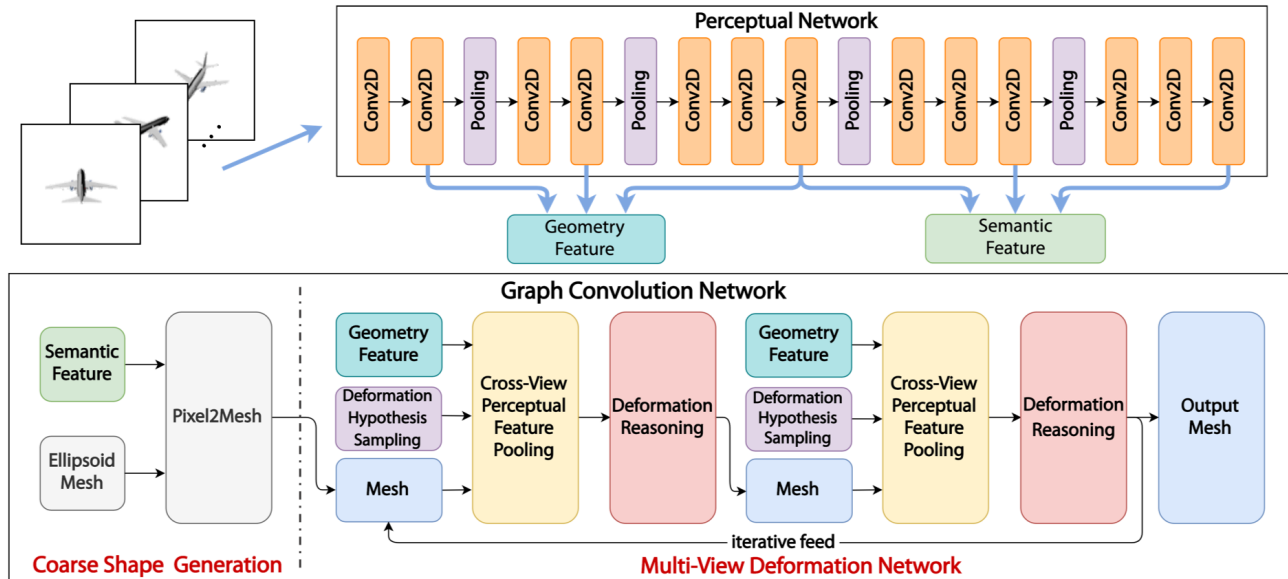 Perceptual Network
Conv2D
Conv2D
Pooling
Conv2D
Conv2D
Pooling
Conv2D
Conv2D
Conv2D
Pooling
Conv2D
Conv2D
Conv2D
Pooling
Conv2D
Conv2D
Conv2D
Geometry
Feature
Semantic
Feature
Graph Convolution Network
Semantic
Feature
Ellipsoid
Mesh
Pixel2Mesh
Geometry
Feature
Deformation
Hypothesis
Sampling
Mesh
Cross-View
Perceptual
Feature
Pooling
Deformation
Reasoning
Geometry
Feature
Deformation
Hypothesis
Sampling
Mesh
Cross-View
Perceptual
Feature
Pooling
Deformation
Reasoning
Output
Mesh
iterative feed
Coarse Shape Generation
Multi-View Deformation Network